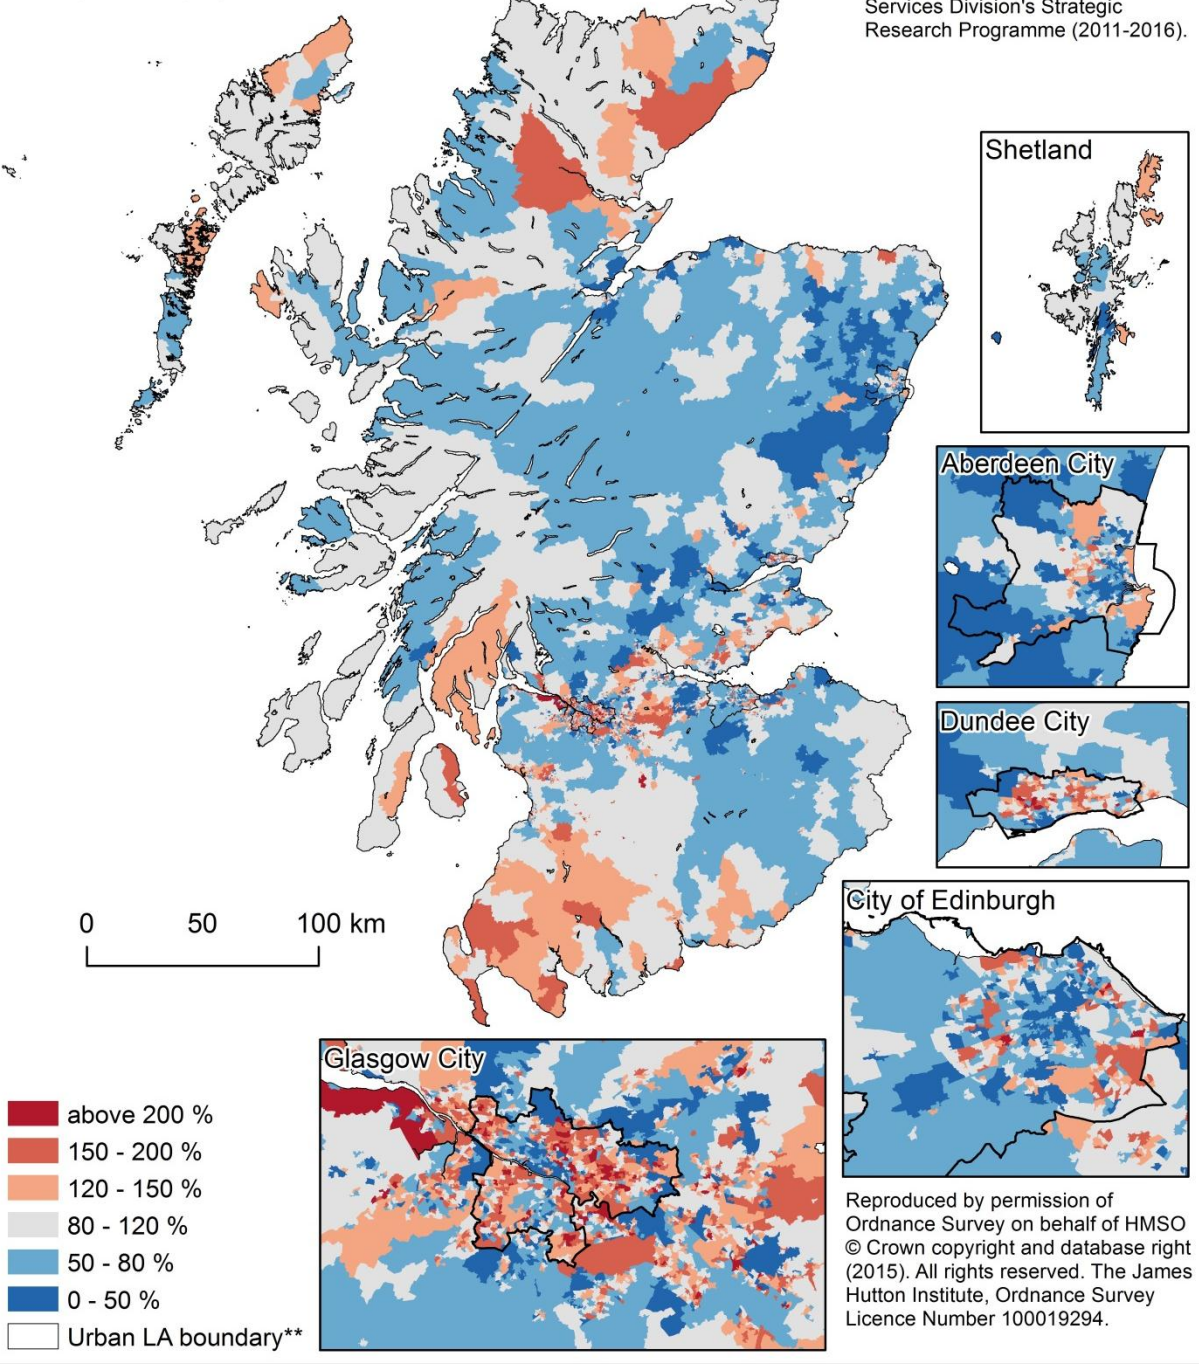 Services Division's Strategic
Research Programme (2011-2016).
Shetland
Aberdeen City
Dundee City
City of Edinburgh
0 50 100 km
Glasgow City
above 200 %
150 - 200 %
120 - 150 %
80 - 120 %
50 - 80 %
0 - 50 %
Urban LA boundary**
Reproduced by permission of
Ordnance Survey on behalf of HMSO
© Crown copyright and database right
(2015). All rights reserved. The James
Hutton Institute, Ordnance Survey
Licence Number 100019294.